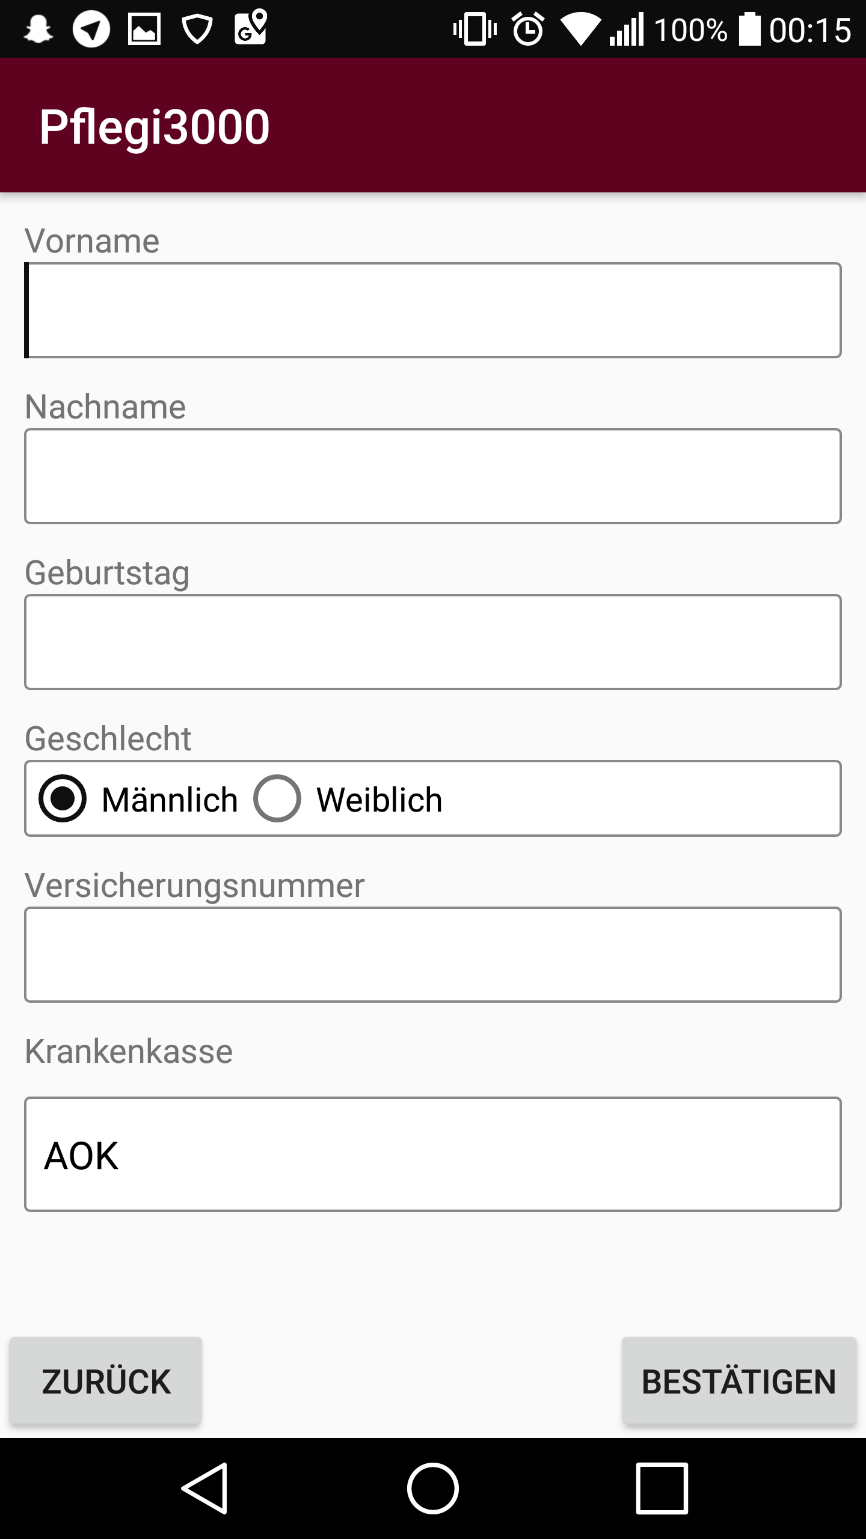 100% 00:15
Pflegi3000
Vorname
Nachname
Geburtstag
Geschlecht
Männlich Weiblich
Versicherungsnummer
Krankenkasse
AOK
ZURÜCK BESTÄTIGEN